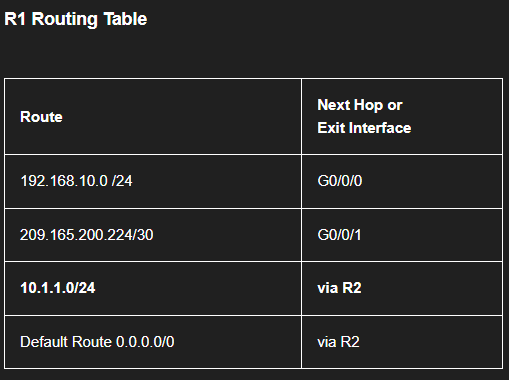 R1 Routing Table
Route
Next Hop or
Exit Interface
192.168.10.0 /24
G0/0/0
209.165.200.224/30
G0/0/1
10.1.1.0/24
via R2
Default Route 0.0.0.0/0
via R2